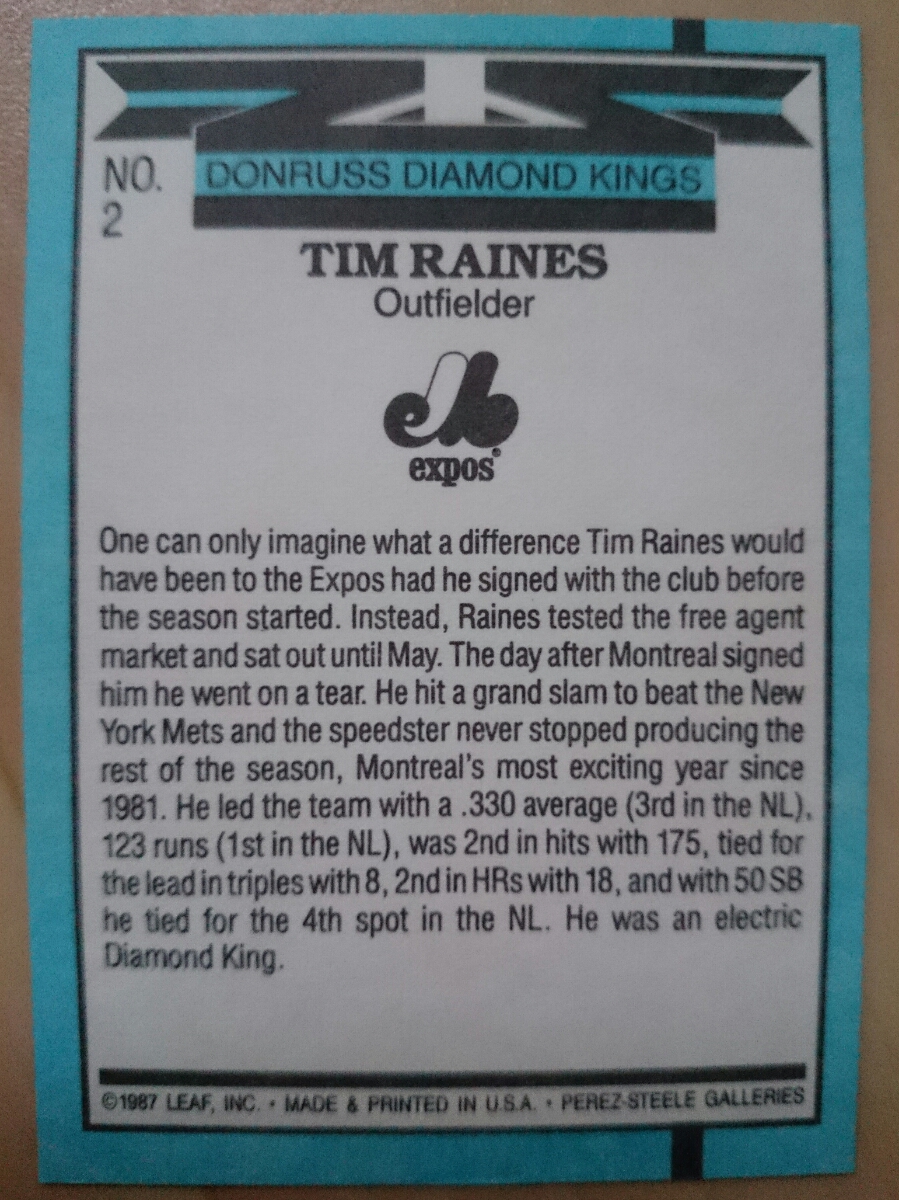 NO.
2
DONRUSS DIAMOND KINGS
TIM RAINES
Outfielder
expos®
One can only imagine what a difference Tim Raines would
have been to the Expos had he signed with the club before
the season started. Instead, Raines tested the free agent
market and sat out until May. The day after Montreal signed
him he went on a tear. He hit a grand slam to beat the New
York Mets and the speedster never stopped producing the
rest of the season, Montreal's most exciting year since
1981. He led the team with a .330 average (3rd in the NL),
123 runs (1st in the NL), was 2nd in hits with 175, tied for
the lead in triples with 8, 2nd in HRs with 18, and with 50 SB
he tied for the 4th spot in the NL. He was an electric
Diamond King.
©1987 LEAF, INC. • MADE & PRINTED IN U.S.A. • PEREZ-STEELE GALLERIES